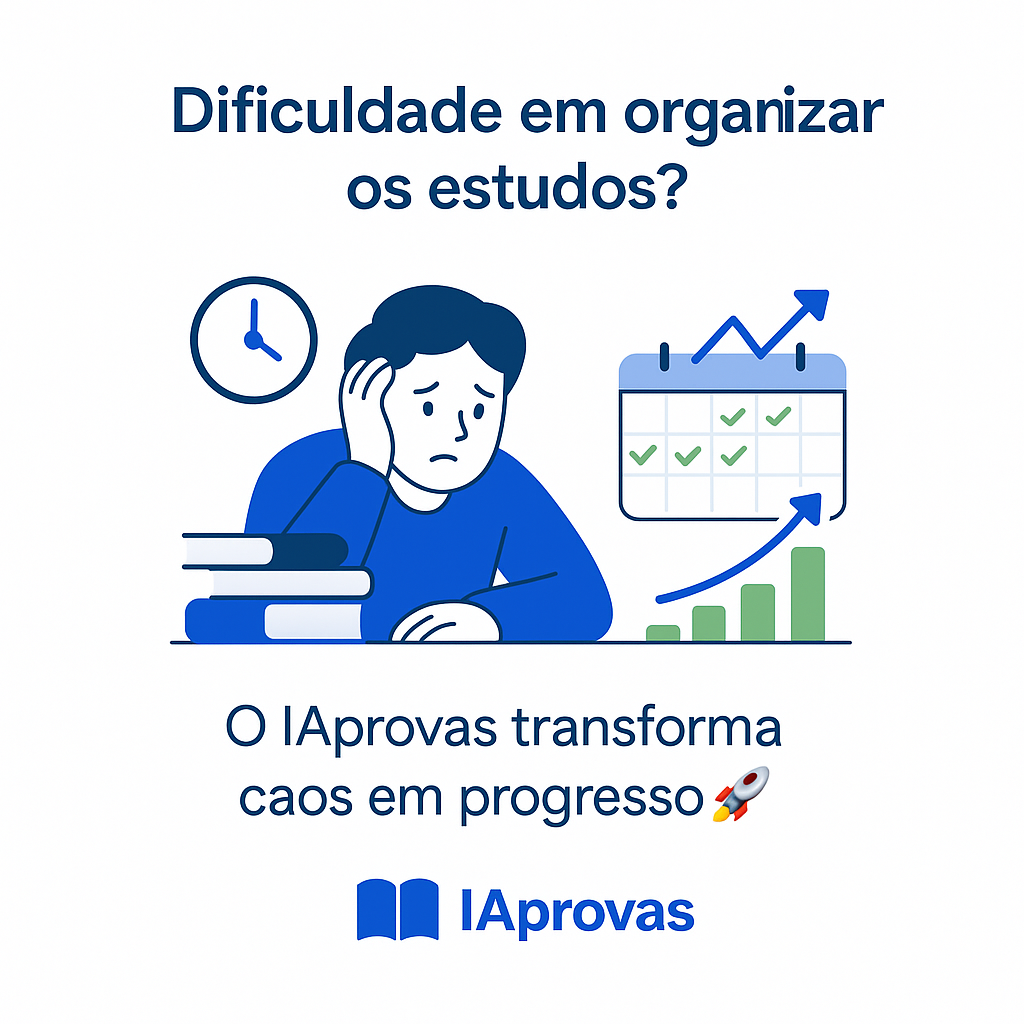 Dificuldade em organizar
os estudos?
O IAprovas transforma
caos em progresso🚀
IAprovas